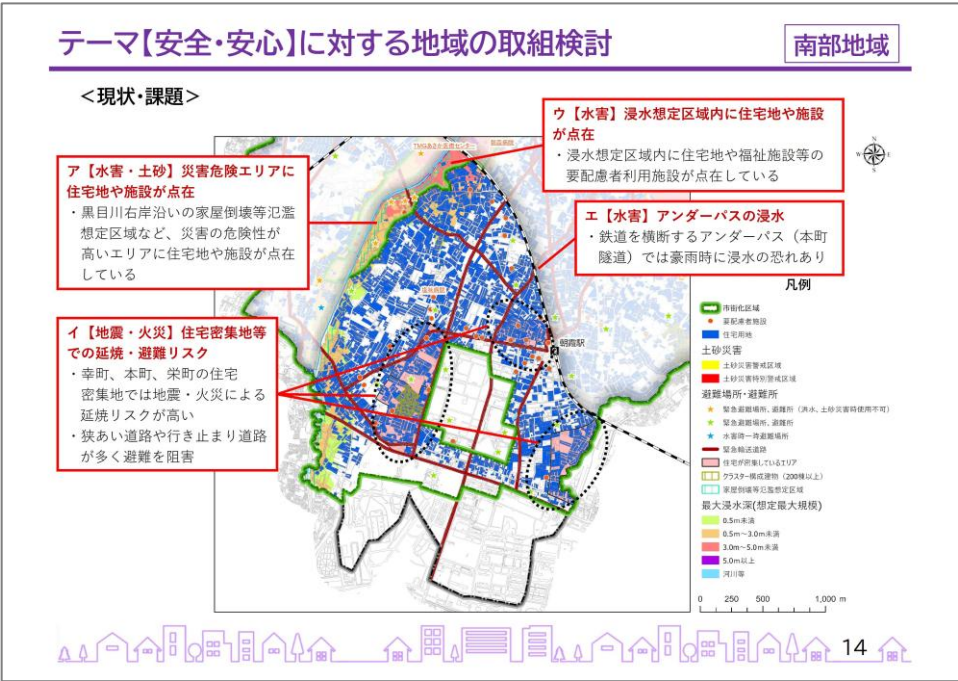 テーマ【安全・安心】に対する地域の取組検討
南部地域
<現状・課題>
ウ【水害】浸水想定区域内に住宅地や施設
が点在
・浸水想定区域内に住宅地や福祉施設等の
要配慮者利用施設が点在している
ア【水害・土砂】災害危険エリアに
住宅地や施設が点在
・黒目川右岸沿いの家屋倒壊等氾濫
想定区域など、災害の危険性が
高いエリアに住宅地や施設が点在
している
エ【水害】アンダーパスの浸水
・鉄道を横断するアンダーパス（本町
隧道）では豪雨時に浸水の恐れあり
イ【地震・火災】住宅密集地等
での延焼・避難リスク
・幸町、本町、栄町の住宅
密集地では地震・火災による
延焼リスクが高い
・狭あい道路や行き止まり道路
が多く避難を阻害
朝霞駅
凡例
市街化区域
要配慮者施設
住宅用地
土砂災害
土砂災害警戒区域
土砂災害特別警戒区域
避難場所・避難所
緊急避難場所、避難所（洪水、土砂災害時使用不可）
緊急避難場所、避難所
水害時一時避難場所
緊急輸送道路
住宅が密集しているエリア
クラスター構成建物（200棟以上）
家屋倒壊等氾濫想定区域
最大浸水深(想定最大規模)
0.5m未満
0.5m～3.0m未満
3.0m～5.0m未満
5.0m以上
河川等
0 250 500 1,000 m
14